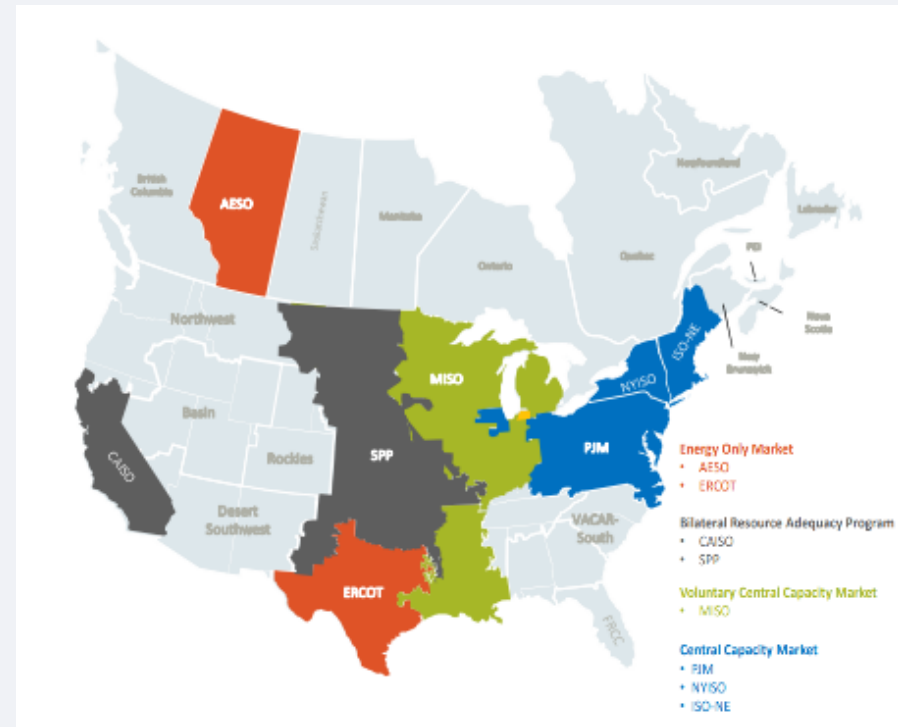 British
Columbia
AESO
Saskatchewan
Manitoba
Ontario
Quebec
Newfoundland
Labrador
PEI
Nova
Scotia
New
Brunswick
Northwest
Basin
Rockies
Desert
Southwest
CAISO
SPP
MISO
ERCOT
PJM
NYISO
ISO-NE
VACAR-
South
FRCC
Energy Only Market
• AESO
• ERCOT
Bilateral Resource Adequacy Program
• CAISO
• SPP
Voluntary Central Capacity Market
• MISO
Central Capacity Market
• PJM
• NYISO
• ISO-NE